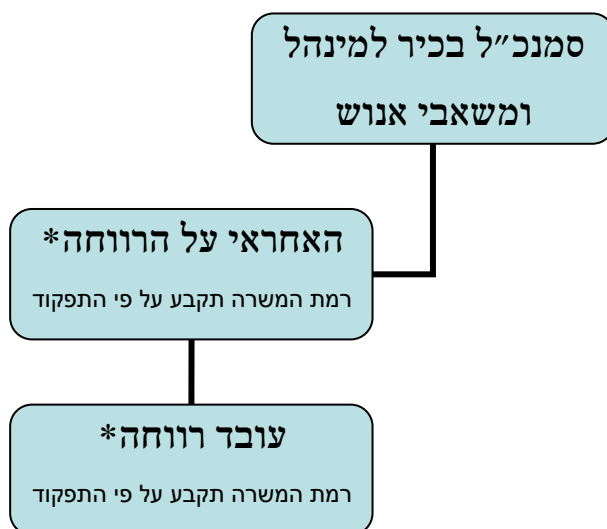 סמנכ״ל בכיר למינהל
ומשאבי אנוש
האחראי על הרווחה*
רמת המשרה תקבע על פי התפקוד
עובד רווחה*
רמת המשרה תקבע על פי התפקוד